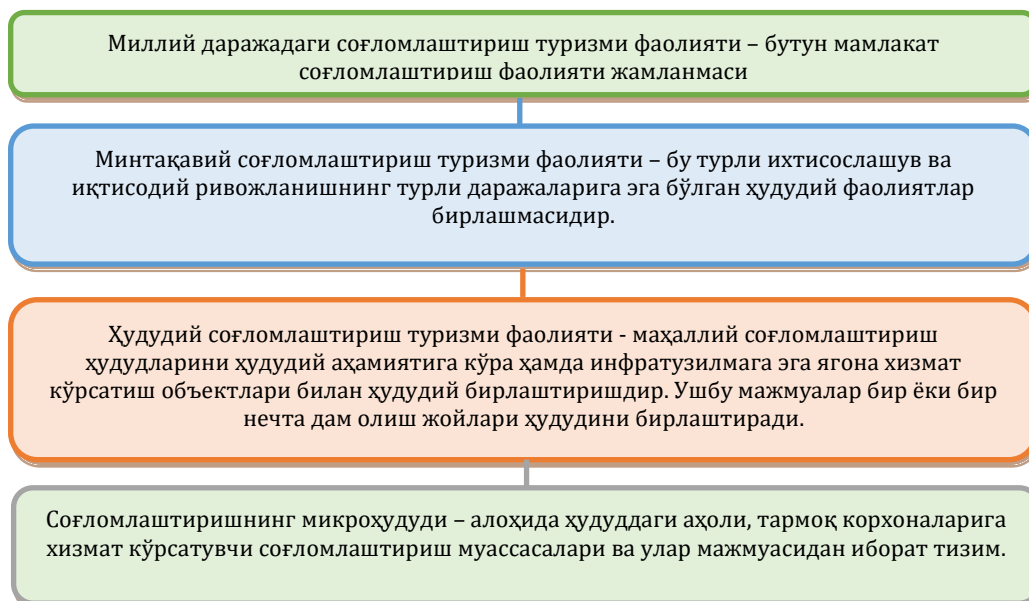 Миллий даражадаги соғломлаштириш туризми фаолияти – бутун мамлакат
соғломлаштириш фаолияти жамланмаси
Минтақавий соғломлаштириш туризми фаолияти – бу турли ихтисослашув ва
иқтисодий ривожланишнинг турли даражаларига эга бўлган ҳудудий фаолиятлар
бирлашмасидир.
Ҳудудий соғломлаштириш туризми фаолияти - маҳаллий соғломлаштириш
ҳудудларини ҳудудий аҳамиятига кўра ҳамда инфратузилмага эга ягона хизмат
кўрсатиш объектлари билан ҳудудий бирлаштиришдир. Ушбу мажмуалар бир ёки бир
нечта дам олиш жойлари ҳудудини бирлаштиради.
Соғломлаштиришнинг микроҳудуди – алоҳида ҳудуддаги аҳоли, тармоқ корхоналарига
хизмат кўрсатувчи соғломлаштириш муассасалари ва улар мажмуасидан иборат тизим.